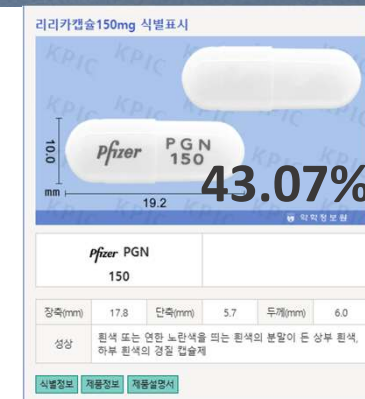 리리카캡슐150mg 식별표시
Pfizer PGN
150
10.0
mm
19.2
43.07%
약학정보원
Pfizer PGN
150
장축(mm) 17.8 단축(mm) 5.7 두께(mm) 6.0
성상 흰색 또는 연한 노란색을 띄는 흰색의 분말이 든 상부 흰색,
하부 흰색의 경질 캡슐제
식별정보 제품정보 제품설명서